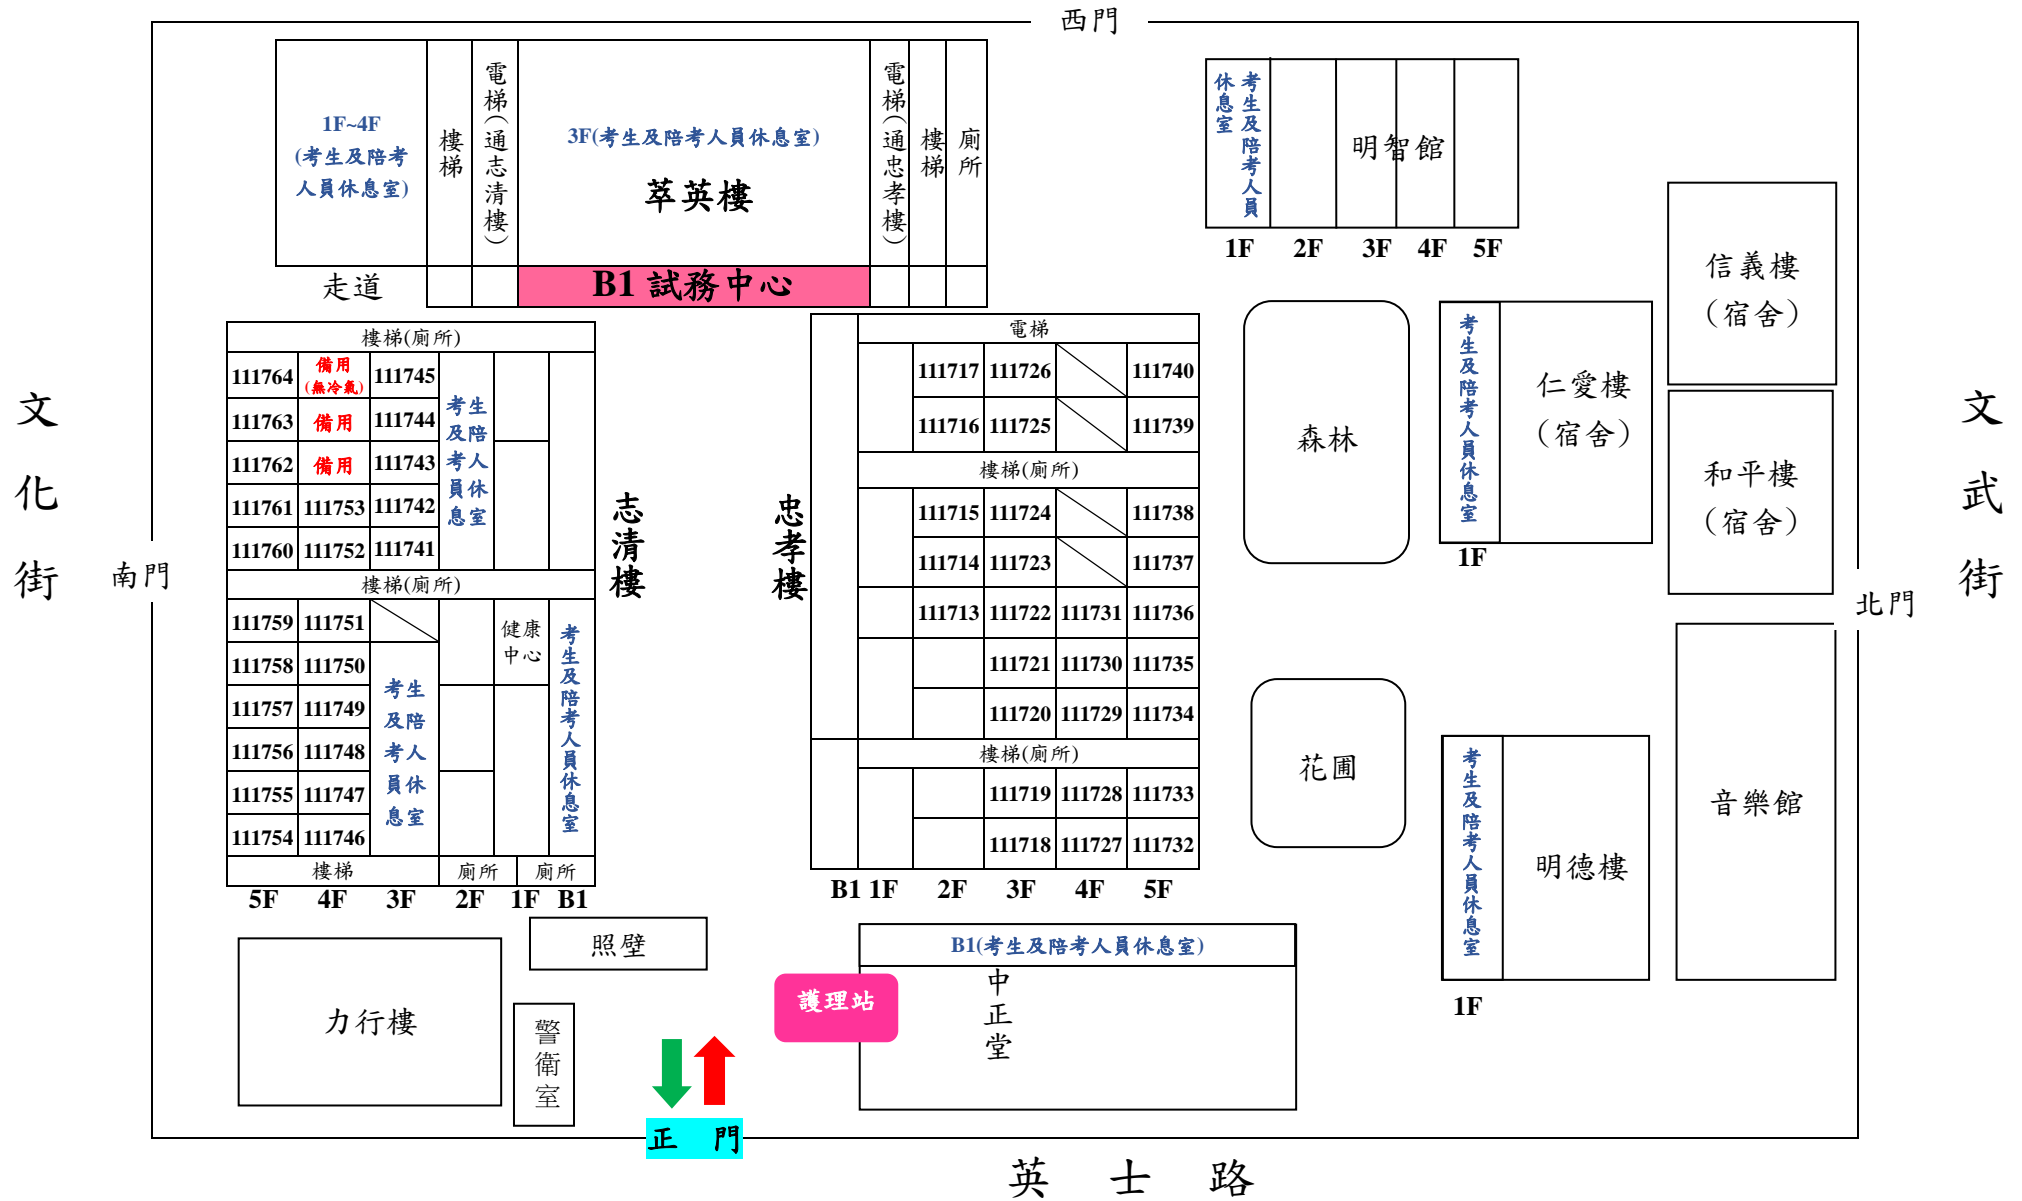 西門
1F~4F
(考生及陪考
人員休息室)
樓梯
電梯(通志清樓)
3F(考生及陪考人員休息室)
萃英樓
電梯(通忠孝樓)
樓梯
廁所
走道
B1 試務中心
考生及陪考人員
休息室
明智館
1F 2F 3F 4F 5F
信義樓
(宿舍)
考生及陪考人員休息室
仁愛樓
(宿舍)
1F
和平樓
(宿舍)
文化街
南門
文武街
北門
樓梯(廁所)
111764 備用 111745
(無冷氣)
111763 備用 111744
111762 備用 111743
111761 111753 111742
111760 111752 111741
考生
及陪
考人
員休
息室
樓梯(廁所)
111759 111751
111758 111750
111757 111749
111756 111748
111755 111747
111754 111746
考生
及陪
考人
員休
息室
健康
中心
考生及陪考人員休息室
樓梯 廁所 廁所
5F 4F 3F 2F 1F B1
志清樓
忠孝樓
電梯
111717 111726 111740
111716 111725 111739
樓梯(廁所)
111715 111724 111738
111714 111723 111737
111713 111722 111731 111736
111721 111730 111735
111720 111729 111734
樓梯(廁所)
111719 111728 111733
111718 111727 111732
B1 1F 2F 3F 4F 5F
森林
花圃
考生及陪考人員休息室
明德樓
1F
音樂館
照壁
力行樓
警衛室
B1(考生及陪考人員休息室)
中正堂
護理站
正 門
英 士 路